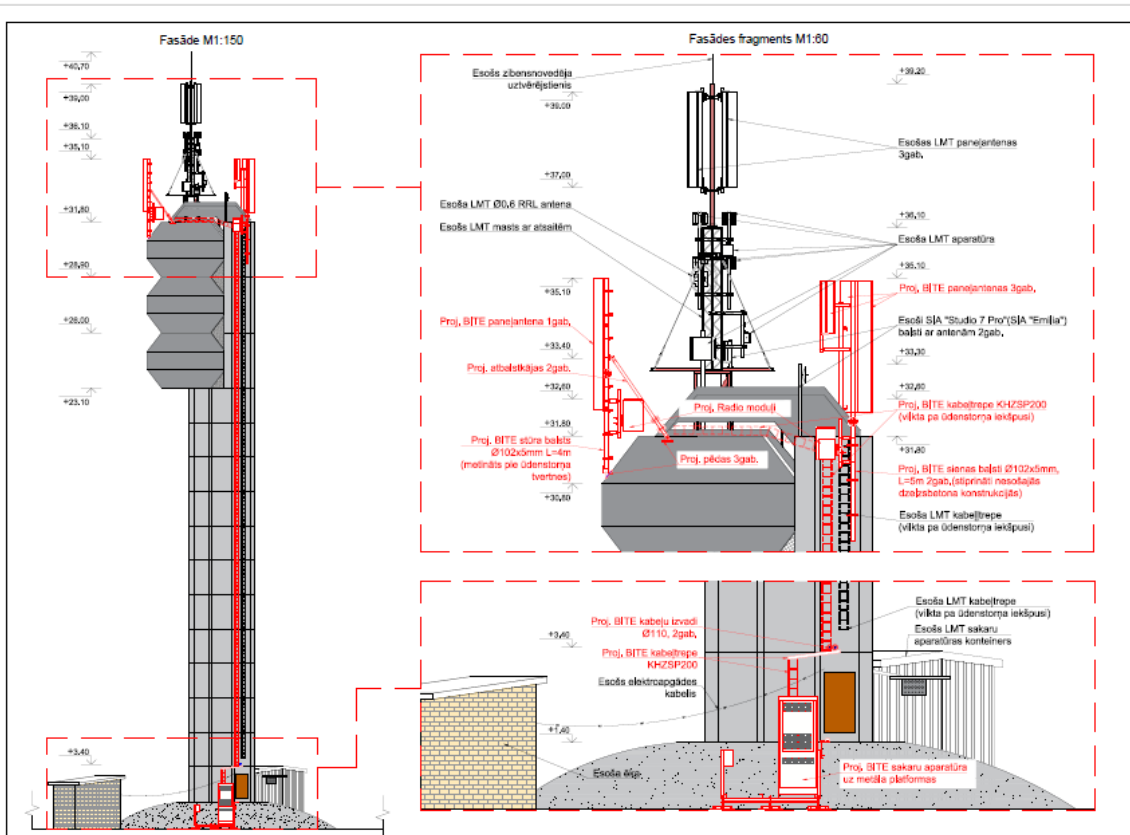 Fasāde M1:150
+40,70
+39,00
+36,10
+35,10
+31,80
+28,90
+26,00
+23,10
+3,40
Fasādes fragments M1:60
Esošs zibensnovedēja
uztvērējstienis
+39,00
+39,20
Esošas LMT paneļantenas
3gab,
+37,00
Esoša LMT Ø0,6 RRL antena
Esošs LMT masts ar atsaitēm
+36,10
Esoša LMT aparatūra
+35,10
+35,10
Proj, BITE paneļantenas 3gab,
Proj, BITE paneļantena 1gab,
Esoši SIA "Studio 7 Pro"(SIA "Emilia")
balsti ar antenām 2gab,
+33,40
+33,30
Proj. atbalstkājas 2gab.
+32,60
+32,60
Proj, Radio moduļi
Proj, BITE kabeļtrepe KHZSP200
(vilkta pa ūdenstorņa iekšpusi)
+31,80
+31,80
Proj. BITE stūra balsts
Ø102x5mm L=4m
(metināts pie ūdenstorņa
tvertnes)
Proj. pēdas 3gab.
Proj, BITE sienas balsti Ø102x5mm,
L=5m 2gab,(stiprināti nesošajās
dzelzsbetona konstrukcijās)
+30,80
Esoša LMT kabeļtrepe
(vilkta pa ūdenstorņa iekšpusi)
Esoša LMT kabeļtrepe
(vilkta pa ūdenstorņa iekšpusi)
Proj. BITE kabeļu izvadi
Ø110, 2gab,
+3,40
Esošs LMT sakaru
aparatūras konteiners
Proj, BITE kabeļtrepe
KHZSP200
Esošs elektroapgādes
kabelis
+1,40
Esoša ēka
Proj. BITE sakaru aparatūra
uz metāla platformas